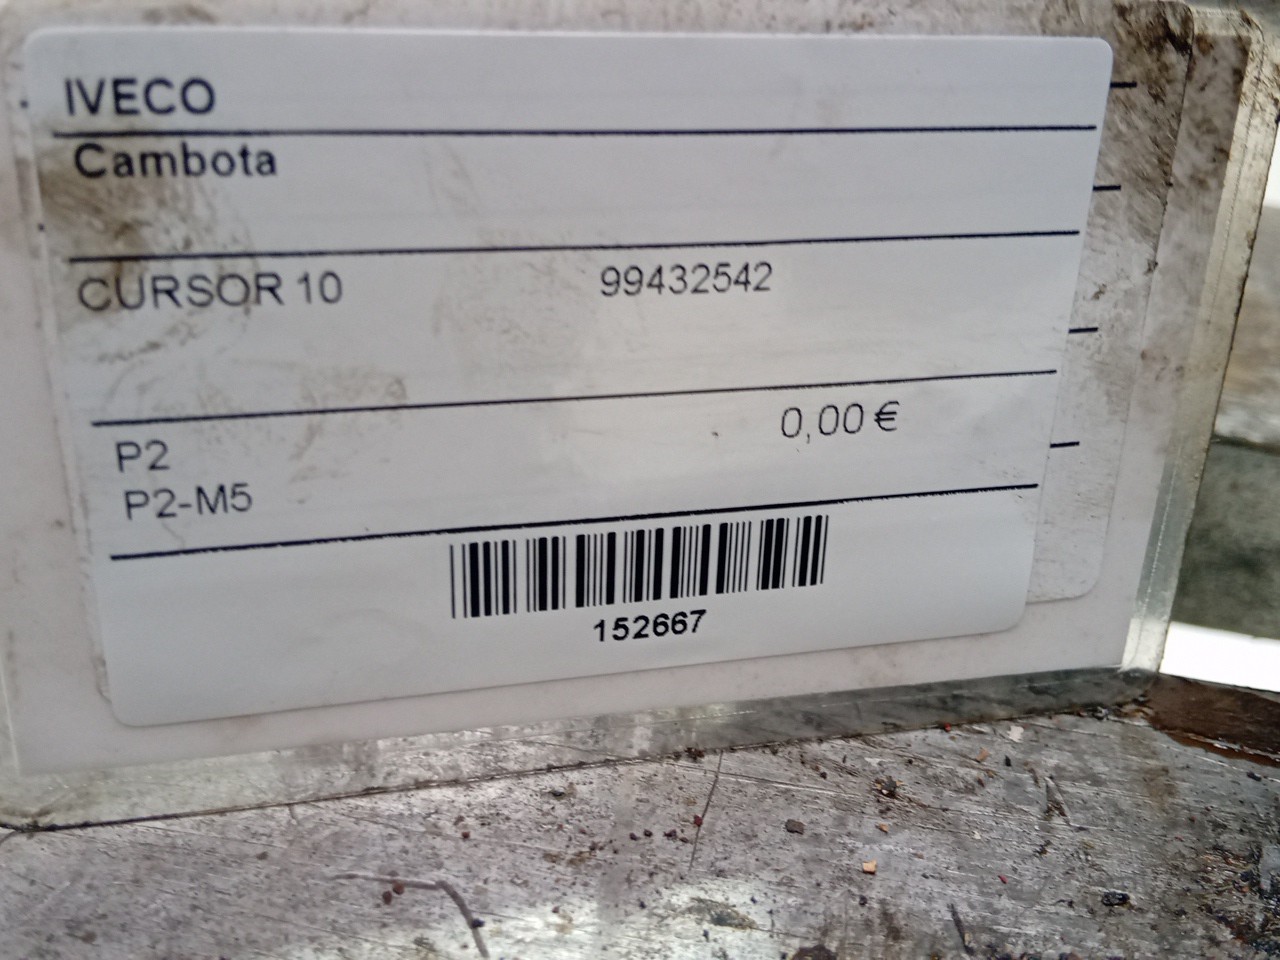 IVECO
Cambota
CURSOR 10 99432542
P2 0,00 €
P2-M5
152667